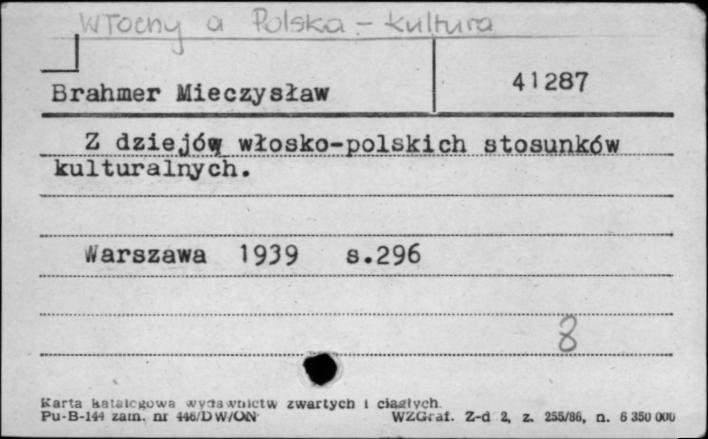 Włochy a Polska - kultura
Brahmer Mieczysław
41287
Z dziejów włosko-polskich stosunków
kulturalnych.
Warszawa 1939 s.296
8
Karta katalogowa wydawnictw zwartych i ciągłych.
Pu-B-144 zam. nr 446/DW/ON WZGraf. Z-d 2, z. 255/86, n. 6 350 000